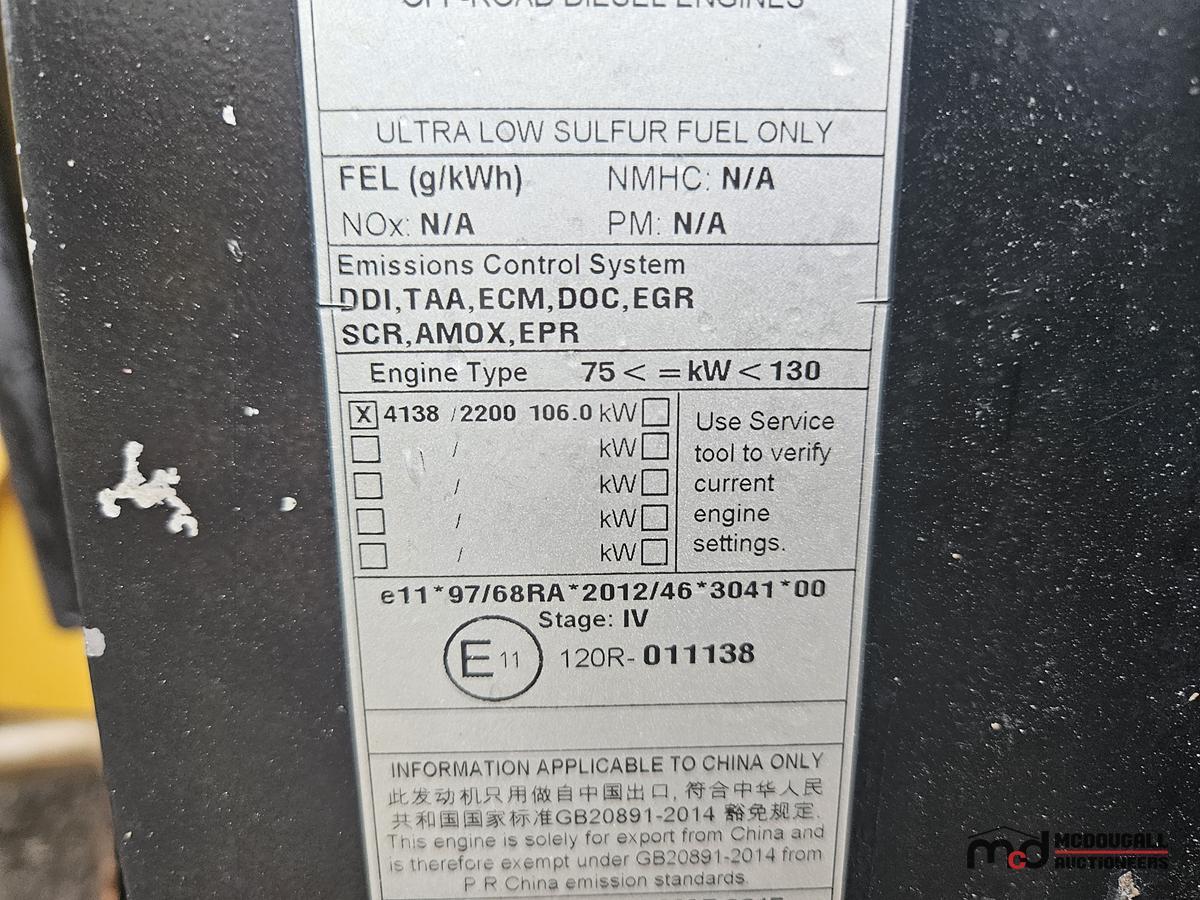 OFF-ROAD DIESEL ENGINES
ULTRA LOW SULFUR FUEL ONLY
FEL (g/kWh) NMHC: N/A
NOx: N/A PM: N/A
Emissions Control System
DDI,TAA,ECM,DOC,EGR
SCR,AMOX,EPR
Engine Type 75 < = kW < 130
X 4138 / 2200 106.0 kW
/ kW
/ kW
/ kW
/ kW
Use Service
tool to verify
current
engine
settings.
e11*97/68RA*2012/46*3041*00
Stage: IV
E 11 120R- 011138
INFORMATION APPLICABLE TO CHINA ONLY
此发动机只用做自中国出口, 符合中华人民
共和国国家标准GB20891-2014 豁免规定.
This engine is solely for export from China and
is therefore exempt under GB20891-2014 from
P R China emission standards.
mcd MCDOUGALL
AUCTIONEERS